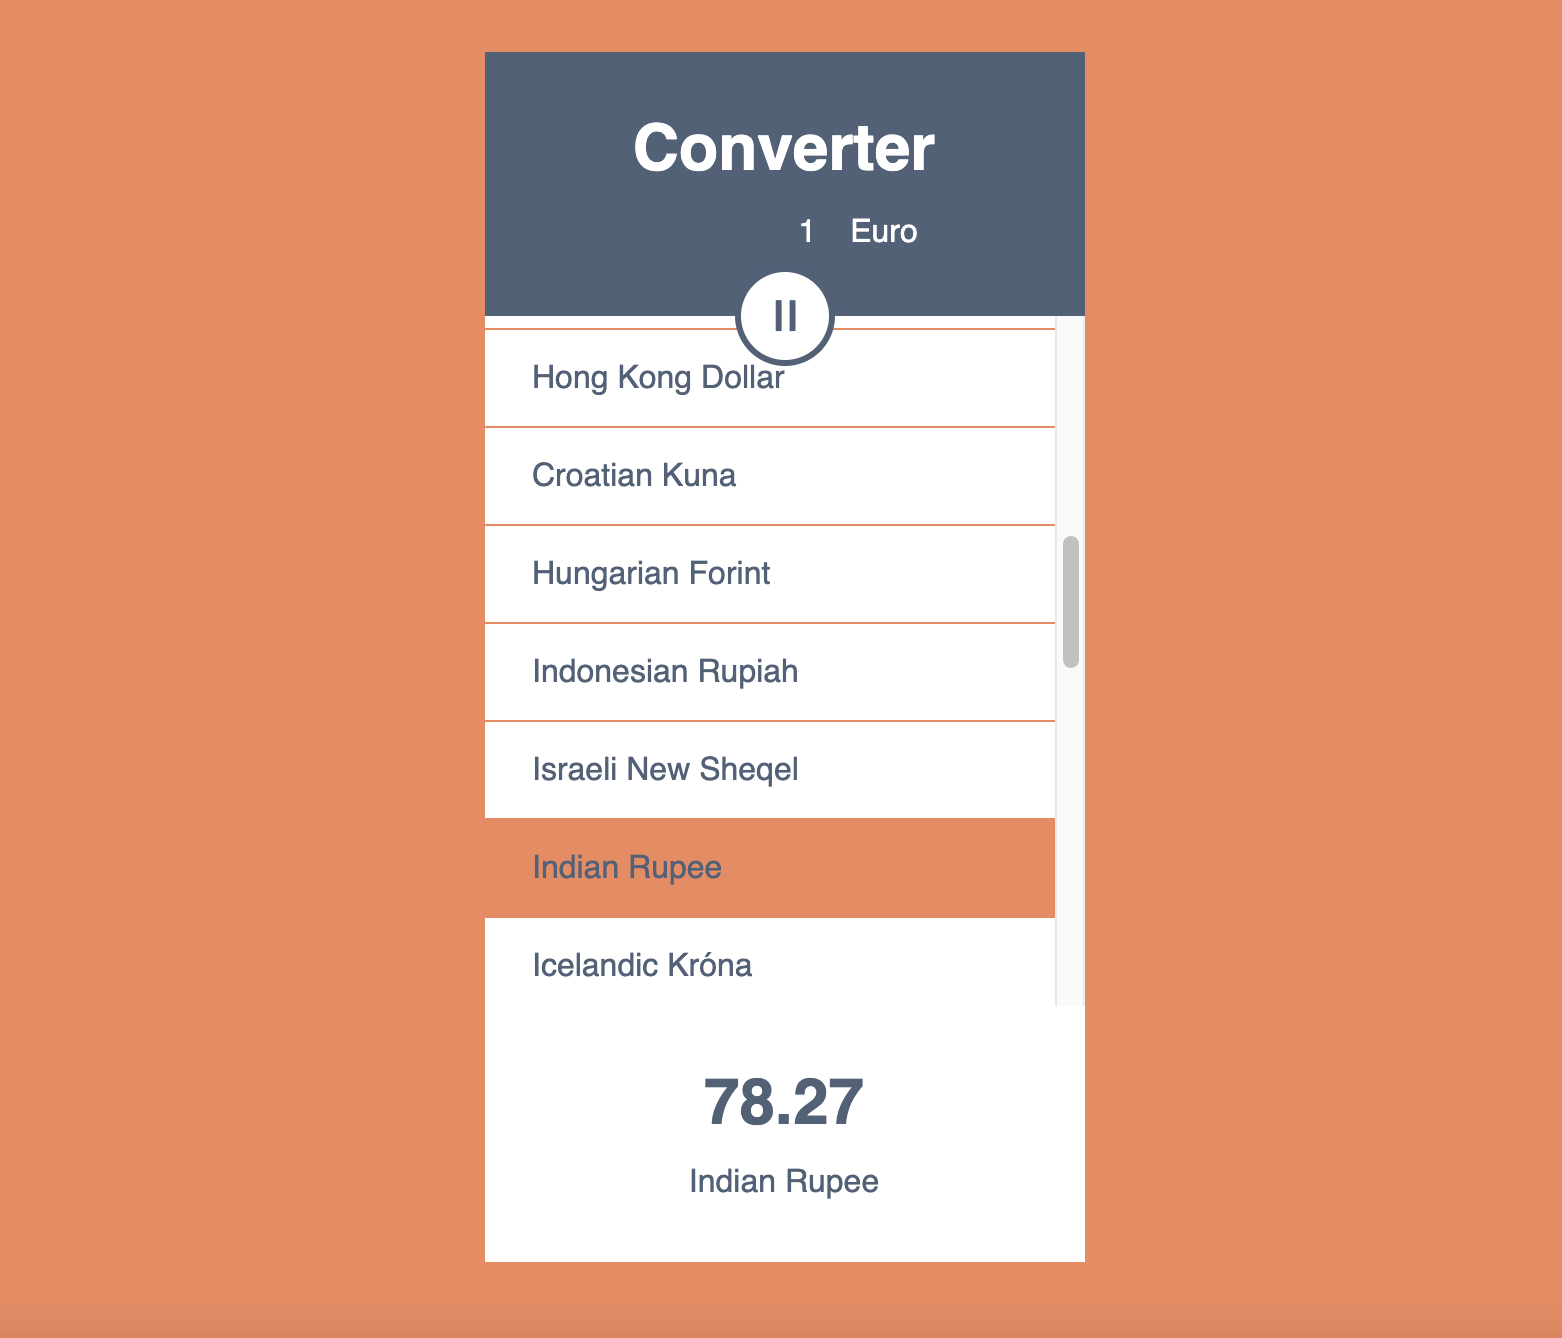 Converter
1 Euro
Hong Kong Dollar
Croatian Kuna
Hungarian Forint
Indonesian Rupiah
Israeli New Sheqel
Indian Rupee
Icelandic Króna
78.27
Indian Rupee